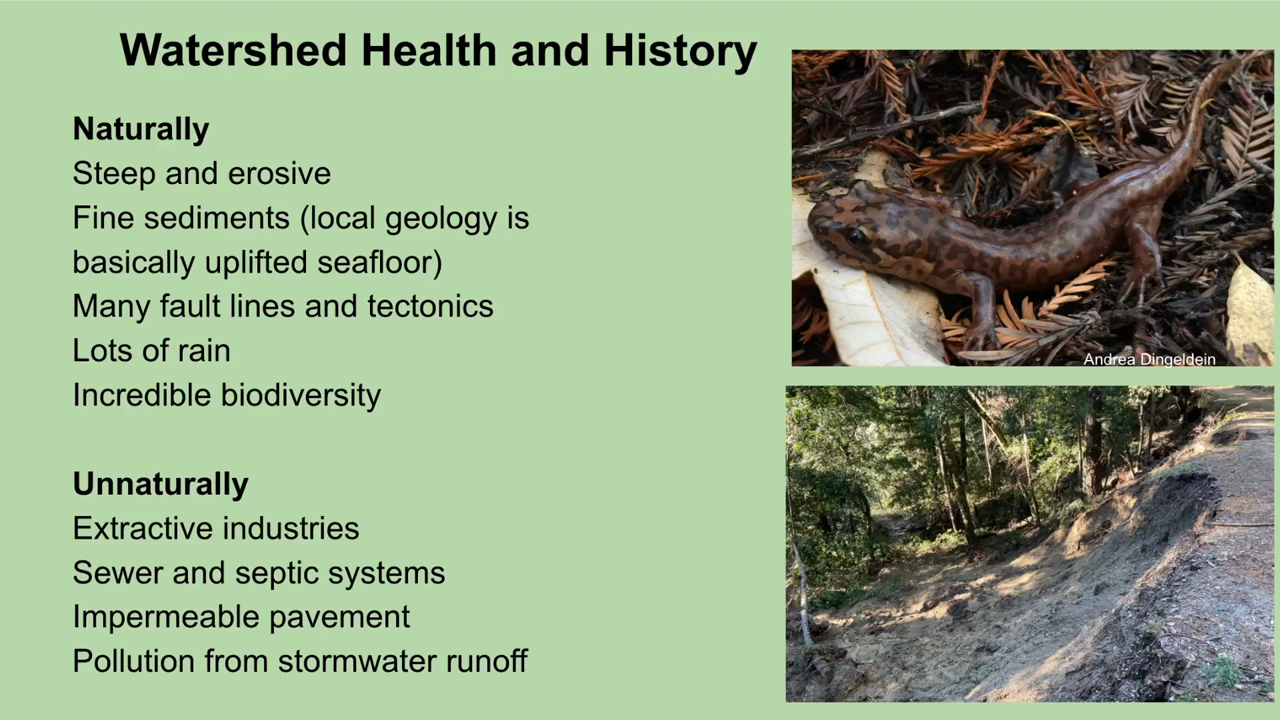 Watershed Health and History
Naturally
Steep and erosive
Fine sediments (local geology is
basically uplifted seafloor)
Many fault lines and tectonics
Lots of rain
Incredible biodiversity
Unnaturally
Extractive industries
Sewer and septic systems
Impermeable pavement
Pollution from stormwater runoff
Andrea Dingeldein